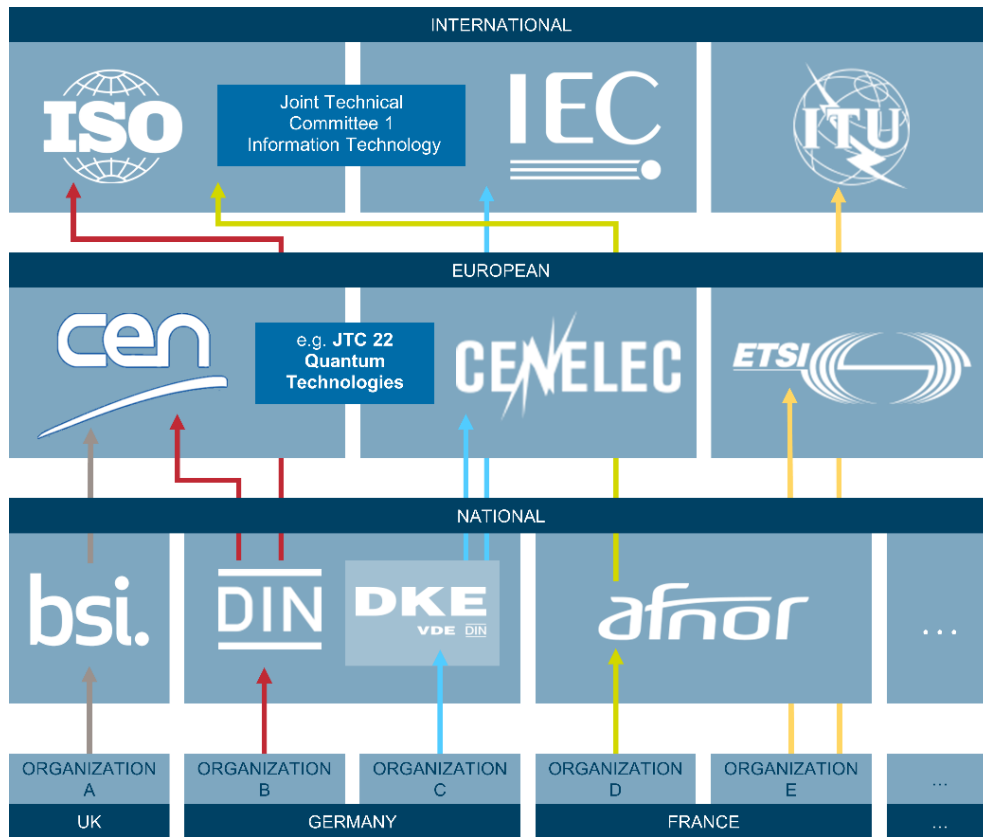 INTERNATIONAL
ISO
Joint Technical
Committee 1
Information Technology
IEC
ITU
EUROPEAN
cen
e.g. JTC 22
Quantum
Technologies
CENELEC
ETSI
NATIONAL
bsi.
DIN
DKE
VDE DIN
afnor
...
ORGANIZATION
A
ORGANIZATION
B
ORGANIZATION
C
ORGANIZATION
D
ORGANIZATION
E
...
UK
GERMANY
FRANCE
...